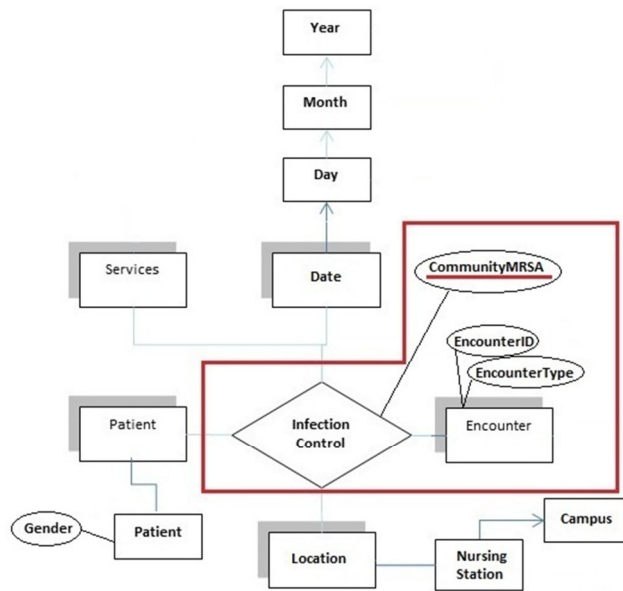 Year
Month
Day
Services
Date
CommunityMRSA
EncounterID
EncounterType
Patient
Infection
Control
Encounter
Gender
Patient
Location
Nursing
Station
Campus